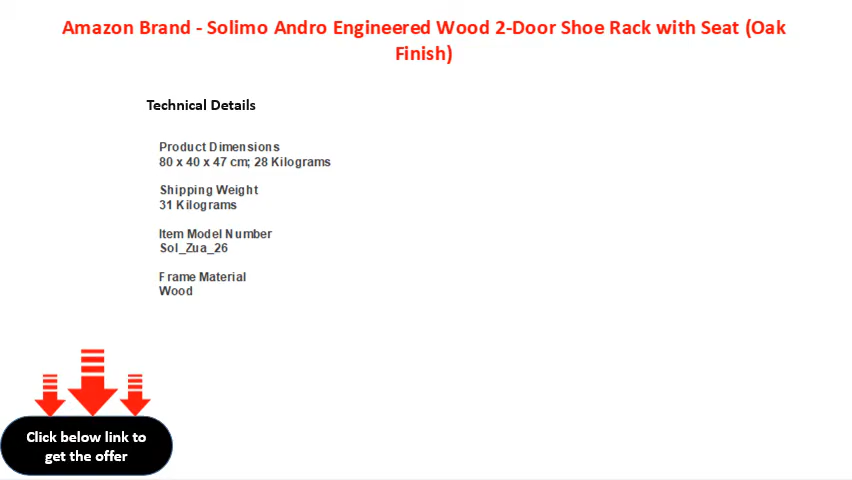 Amazon Brand - Solimo Andro Engineered Wood 2-Door Shoe Rack with Seat (Oak
Finish)
Technical Details
Product Dimensions
80 x 40 x 47 cm; 28 Kilograms
Shipping Weight
31 Kilograms
Item Model Number
Sol_Zua_26
Frame Material
Wood
Click below link to
get the offer